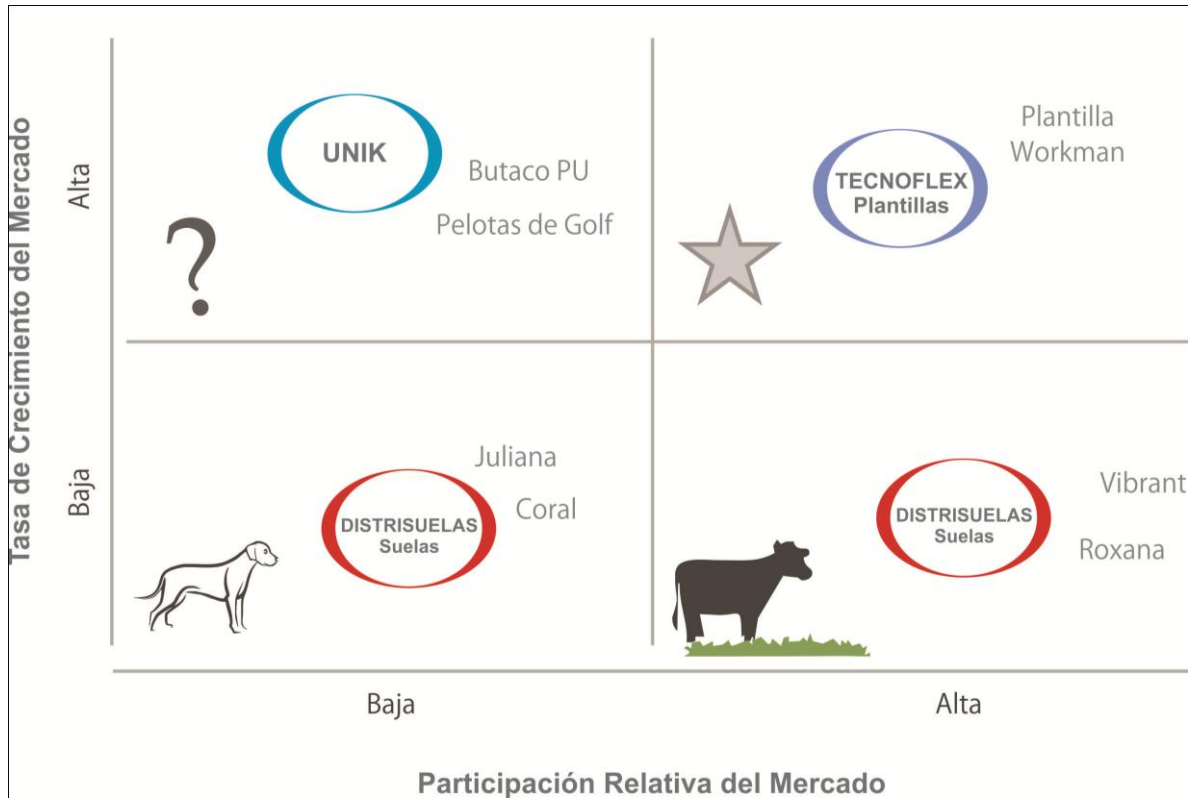 Tasa de Crecimiento del Mercado
Alta
Baja
UNIK
Butaco PU
Pelotas de Golf
?
TECNOFLEX
Plantillas
Plantilla
Workman
Juliana
Coral
DISTRISUELAS
Suelas
DISTRISUELAS
Suelas
Vibrant
Roxana
Baja
Alta
Participación Relativa del Mercado